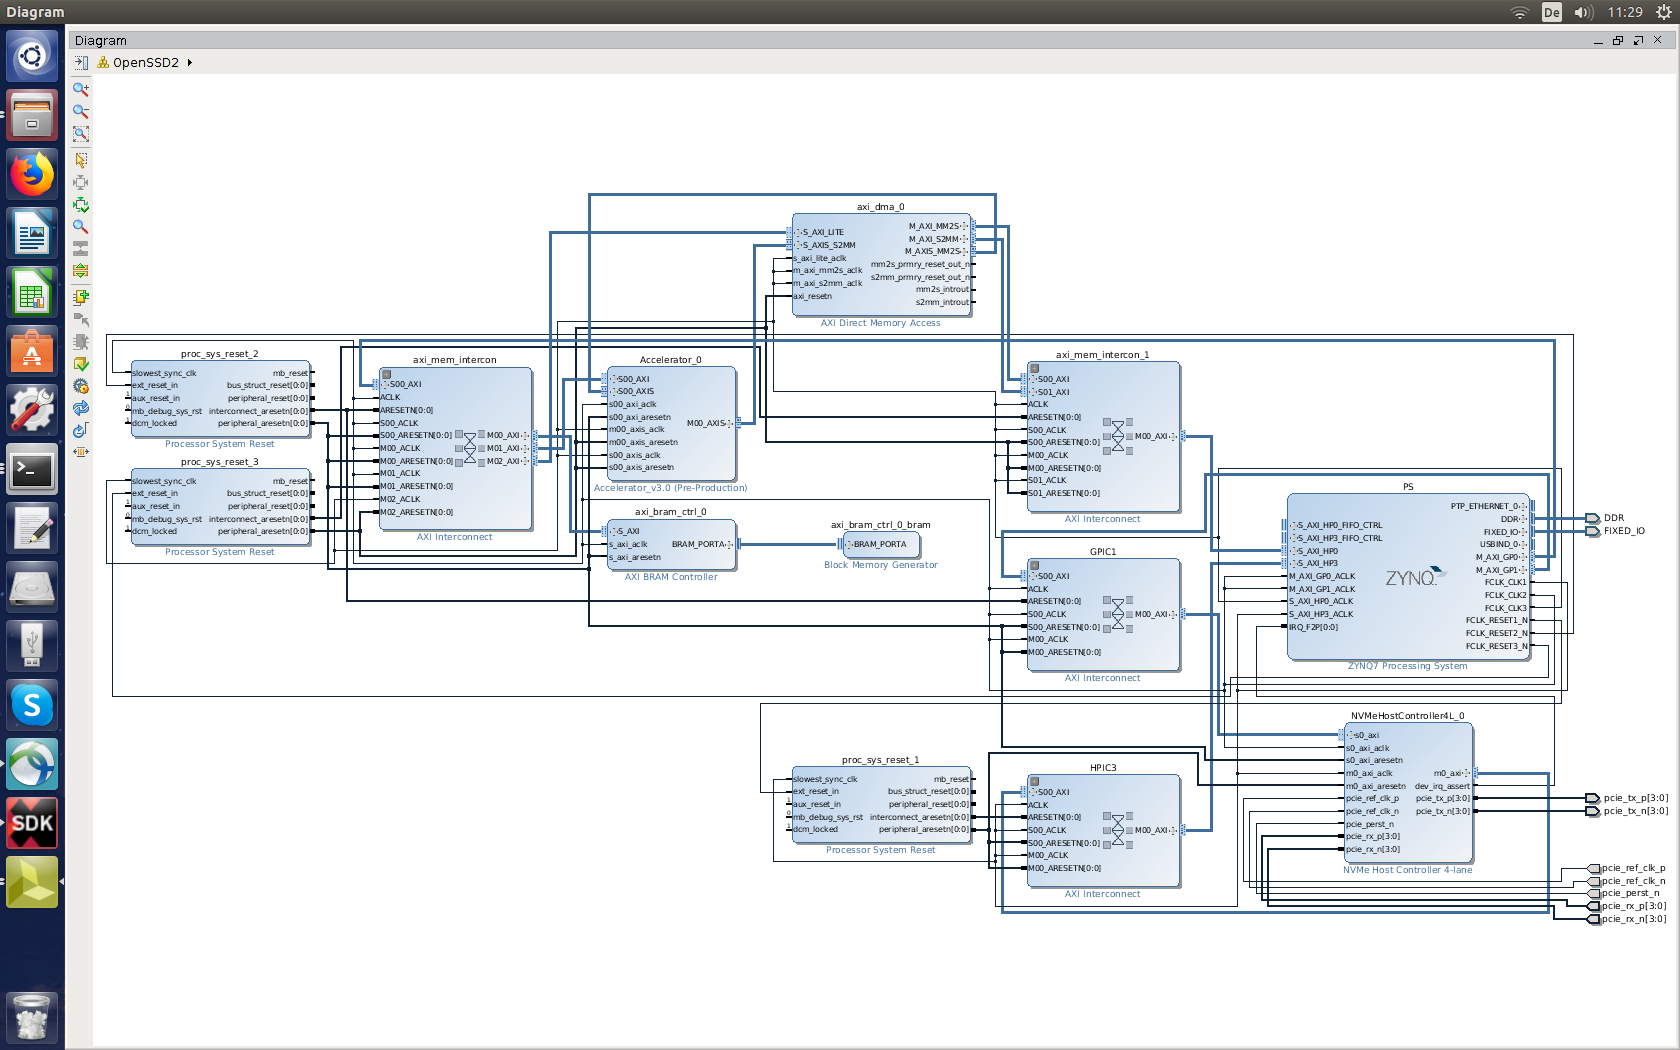 Diagram
De
11:29
Diagram
OpenSSD2
axi_dma_0
S_AXI_LITE
S_AXIS_S2MM
s_axi_lite_aclk
m_axi_mm2s_aclk
m_axi_s2mm_aclk
axi_resetn
M_AXI_MM2S
M_AXI_S2MM
M_AXIS_MM2S
mm2s_prmry_reset_out_n
s2mm_prmry_reset_out_n
mm2s_introut
s2mm_introut
AXI Direct Memory Access
proc_sys_reset_2
slowest_sync_clk
ext_reset_in
aux_reset_in
mb_debug_sys_rst
dcm_locked
mb_reset
bus_struct_reset[0:0]
peripheral_reset[0:0]
interconnect_aresetn[0:0]
peripheral_aresetn[0:0]
Processor System Reset
proc_sys_reset_3
slowest_sync_clk
ext_reset_in
aux_reset_in
mb_debug_sys_rst
dcm_locked
mb_reset
bus_struct_reset[0:0]
peripheral_reset[0:0]
interconnect_aresetn[0:0]
peripheral_aresetn[0:0]
Processor System Reset
axi_mem_intercon
S00_AXI
ACLK
ARESETN[0:0]
S00_ACLK
S00_ARESETN[0:0]
M00_ACLK
M00_ARESETN[0:0]
M01_ACLK
M01_ARESETN[0:0]
M02_ACLK
M02_ARESETN[0:0]
M00_AXI
M01_AXI
M02_AXI
AXI Interconnect
Accelerator_0
S00_AXI
S00_AXIS
s00_axi_aclk
s00_axi_aresetn
m00_axis_aclk
m00_axis_aresetn
s00_axis_aclk
s00_axis_aresetn
M00_AXIS
Accelerator_v3.0 (Pre-Production)
axi_bram_ctrl_0
S_AXI
s_axi_aclk
s_axi_aresetn
BRAM_PORTA
AXI BRAM Controller
axi_bram_ctrl_0_bram
BRAM_PORTA
Block Memory Generator
axi_mem_intercon_1
S00_AXI
S01_AXI
ACLK
ARESETN[0:0]
S00_ACLK
S00_ARESETN[0:0]
M00_ACLK
M00_ARESETN[0:0]
S01_ACLK
S01_ARESETN[0:0]
M00_AXI
AXI Interconnect
GPIC1
S00_AXI
ACLK
ARESETN[0:0]
S00_ACLK
S00_ARESETN[0:0]
M00_ACLK
M00_ARESETN[0:0]
M00_AXI
AXI Interconnect
PS
S_AXI_HP0_FIFO_CTRL
S_AXI_HP3_FIFO_CTRL
S_AXI_HP0
S_AXI_HP3
M_AXI_GP0_ACLK
M_AXI_GP1_ACLK
S_AXI_HP0_ACLK
S_AXI_HP3_ACLK
IRQ_F2P[0:0]
ZYNQ
PTP_ETHERNET_0
DDR
FIXED_IO
USBIND_0
M_AXI_GP0
M_AXI_GP1
FCLK_CLK1
FCLK_CLK2
FCLK_CLK3
FCLK_RESET1_N
FCLK_RESET2_N
FCLK_RESET3_N
ZYNQ7 Processing System
DDR
FIXED_IO
proc_sys_reset_1
slowest_sync_clk
ext_reset_in
aux_reset_in
mb_debug_sys_rst
dcm_locked
mb_reset
bus_struct_reset[0:0]
peripheral_reset[0:0]
interconnect_aresetn[0:0]
peripheral_aresetn[0:0]
Processor System Reset
HPIC3
S00_AXI
ACLK
ARESETN[0:0]
S00_ACLK
S00_ARESETN[0:0]
M00_ACLK
M00_ARESETN[0:0]
M00_AXI
AXI Interconnect
NVMeHostController4L_0
s0_axi
s0_axi_aclk
s0_axi_aresetn
m0_axi_aclk
m0_axi_aresetn
pcie_ref_clk_p
pcie_ref_clk_n
pcie_perst_n
pcie_rx_p[3:0]
pcie_rx_n[3:0]
m0_axi
dev_irq_assert
pcie_tx_p[3:0]
pcie_tx_n[3:0]
NVMe Host Controller 4-lane
pcie_tx_p[3:0]
pcie_tx_n[3:0]
pcie_ref_clk_p
pcie_ref_clk_n
pcie_perst_n
pcie_rx_p[3:0]
pcie_rx_n[3:0]
SDK